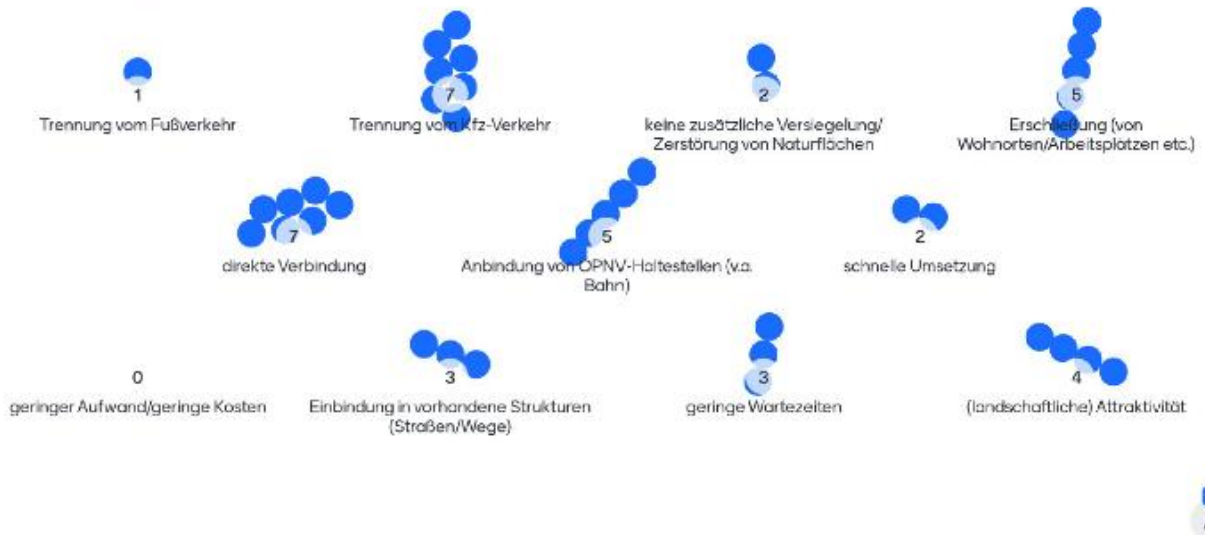 1
Trennung vom Fußverkehr
7
Trennung vom Kfz-Verkehr
2
keine zusätzliche Versiegelung/
Zerstörung von Naturflächen
5
Erschließung (von
Wohnorten/Arbeitsplätzen etc.)
7
direkte Verbindung
5
Anbindung von ÖPNV-Haltestellen (v.a.
Bahn)
2
schnelle Umsetzung
0
geringer Aufwand/geringe Kosten
3
Einbindung in vorhandene Strukturen
(Straßen/Wege)
3
geringe Wartezeiten
4
(landschaftliche) Attraktivität